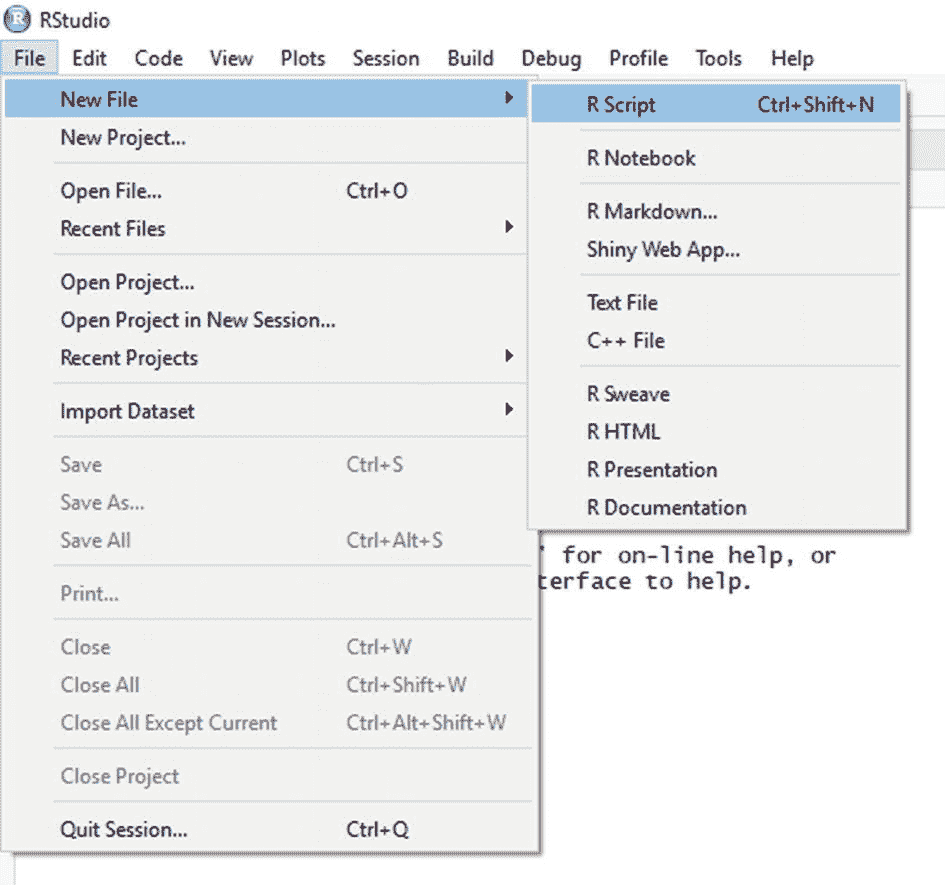 RStudio
File Edit Code View Plots Session Build Debug Profile Tools Help
New File
New Project...
Open File... Ctrl+O
Recent Files
Open Project...
Open Project in New Session...
Recent Projects
Import Dataset
Save Ctrl+S
Save As...
Save All Ctrl+Alt+S
Print...
Close Ctrl+W
Close All Ctrl+Shift+W
Close All Except Current Ctrl+Alt+Shift+W
Close Project
Quit Session... Ctrl+Q
R Script Ctrl+Shift+N
R Notebook
R Markdown...
Shiny Web App...
Text File
C++ File
R Sweave
R HTML
R Presentation
R Documentation
' for on-line help, or
terface to help.